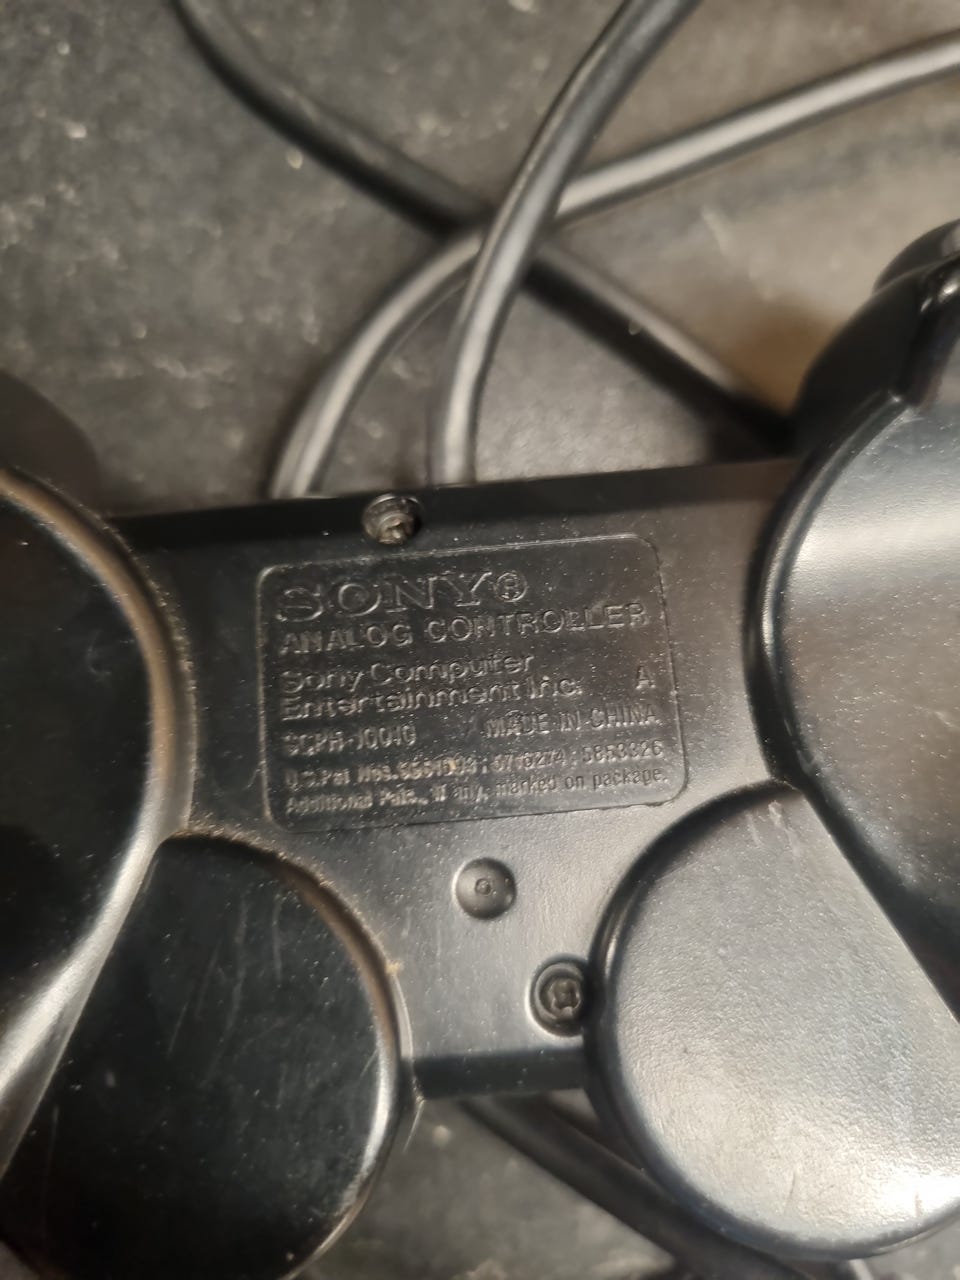 SONY®
ANALOG CONTROLLER
Sony Computer
Entertainment Inc. A
SCPH-10010 MADE IN CHINA
U.S.Pat. Nos. 5853326
Additional Pats., if any, marked on package.